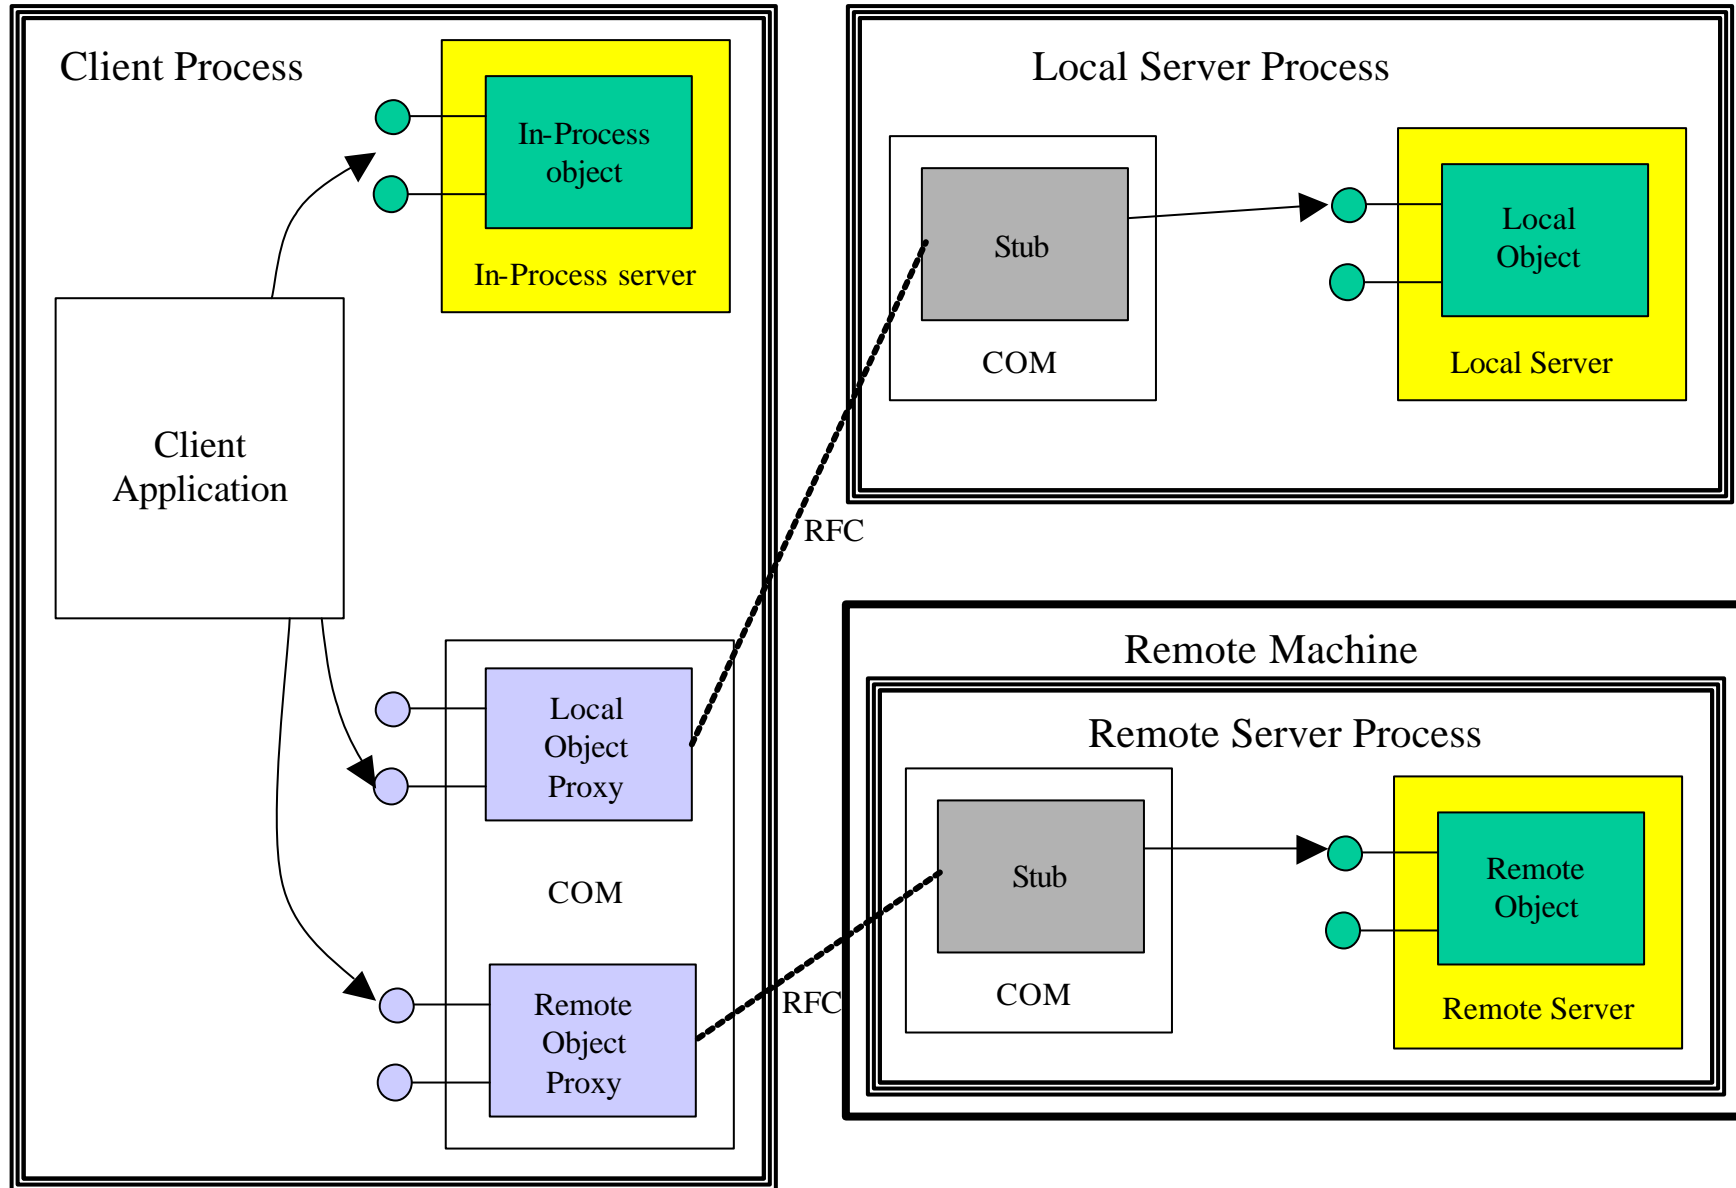 Client Process
In-Process
object
In-Process server
Client
Application
Local
Object
Proxy
COM
Remote
Object
Proxy
RFC
RFC
Local Server Process
Stub
COM
Local
Object
Local Server
Remote Machine
Remote Server Process
Stub
COM
Remote
Object
Remote Server